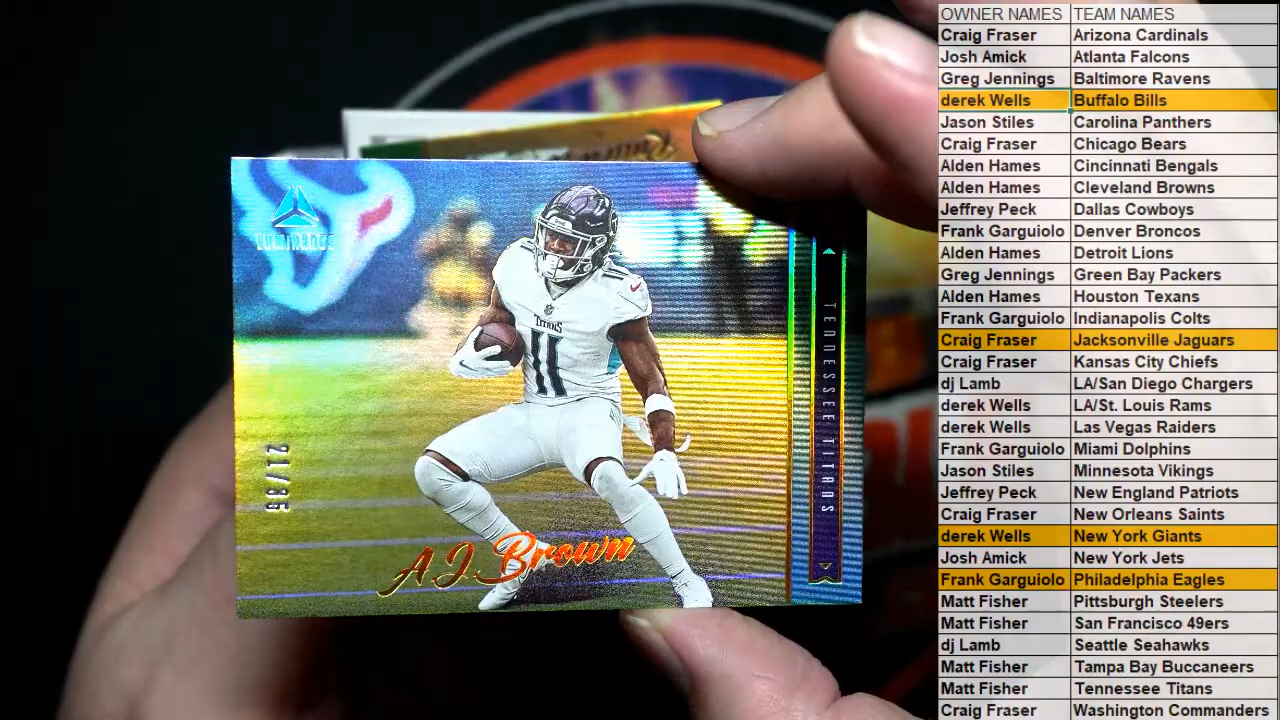 LUMINANCE
TITANS
11
11
TENNESSEE TITANS
A.J. Brown
OWNER NAMES TEAM NAMES
Craig Fraser Arizona Cardinals
Josh Amick Atlanta Falcons
Greg Jennings Baltimore Ravens
derek Wells Buffalo Bills
Jason Stiles Carolina Panthers
Craig Fraser Chicago Bears
Alden Hames Cincinnati Bengals
Alden Hames Cleveland Browns
Jeffrey Peck Dallas Cowboys
Frank Garguiolo Denver Broncos
Alden Hames Detroit Lions
Greg Jennings Green Bay Packers
Alden Hames Houston Texans
Frank Garguiolo Indianapolis Colts
Craig Fraser Jacksonville Jaguars
Craig Fraser Kansas City Chiefs
dj Lamb LA/San Diego Chargers
derek Wells LA/St. Louis Rams
derek Wells Las Vegas Raiders
Frank Garguiolo Miami Dolphins
Jason Stiles Minnesota Vikings
Jeffrey Peck New England Patriots
Craig Fraser New Orleans Saints
derek Wells New York Giants
Josh Amick New York Jets
Frank Garguiolo Philadelphia Eagles
Matt Fisher Pittsburgh Steelers
Matt Fisher San Francisco 49ers
dj Lamb Seattle Seahawks
Matt Fisher Tampa Bay Buccaneers
Matt Fisher Tennessee Titans
Craig Fraser Washington Commanders